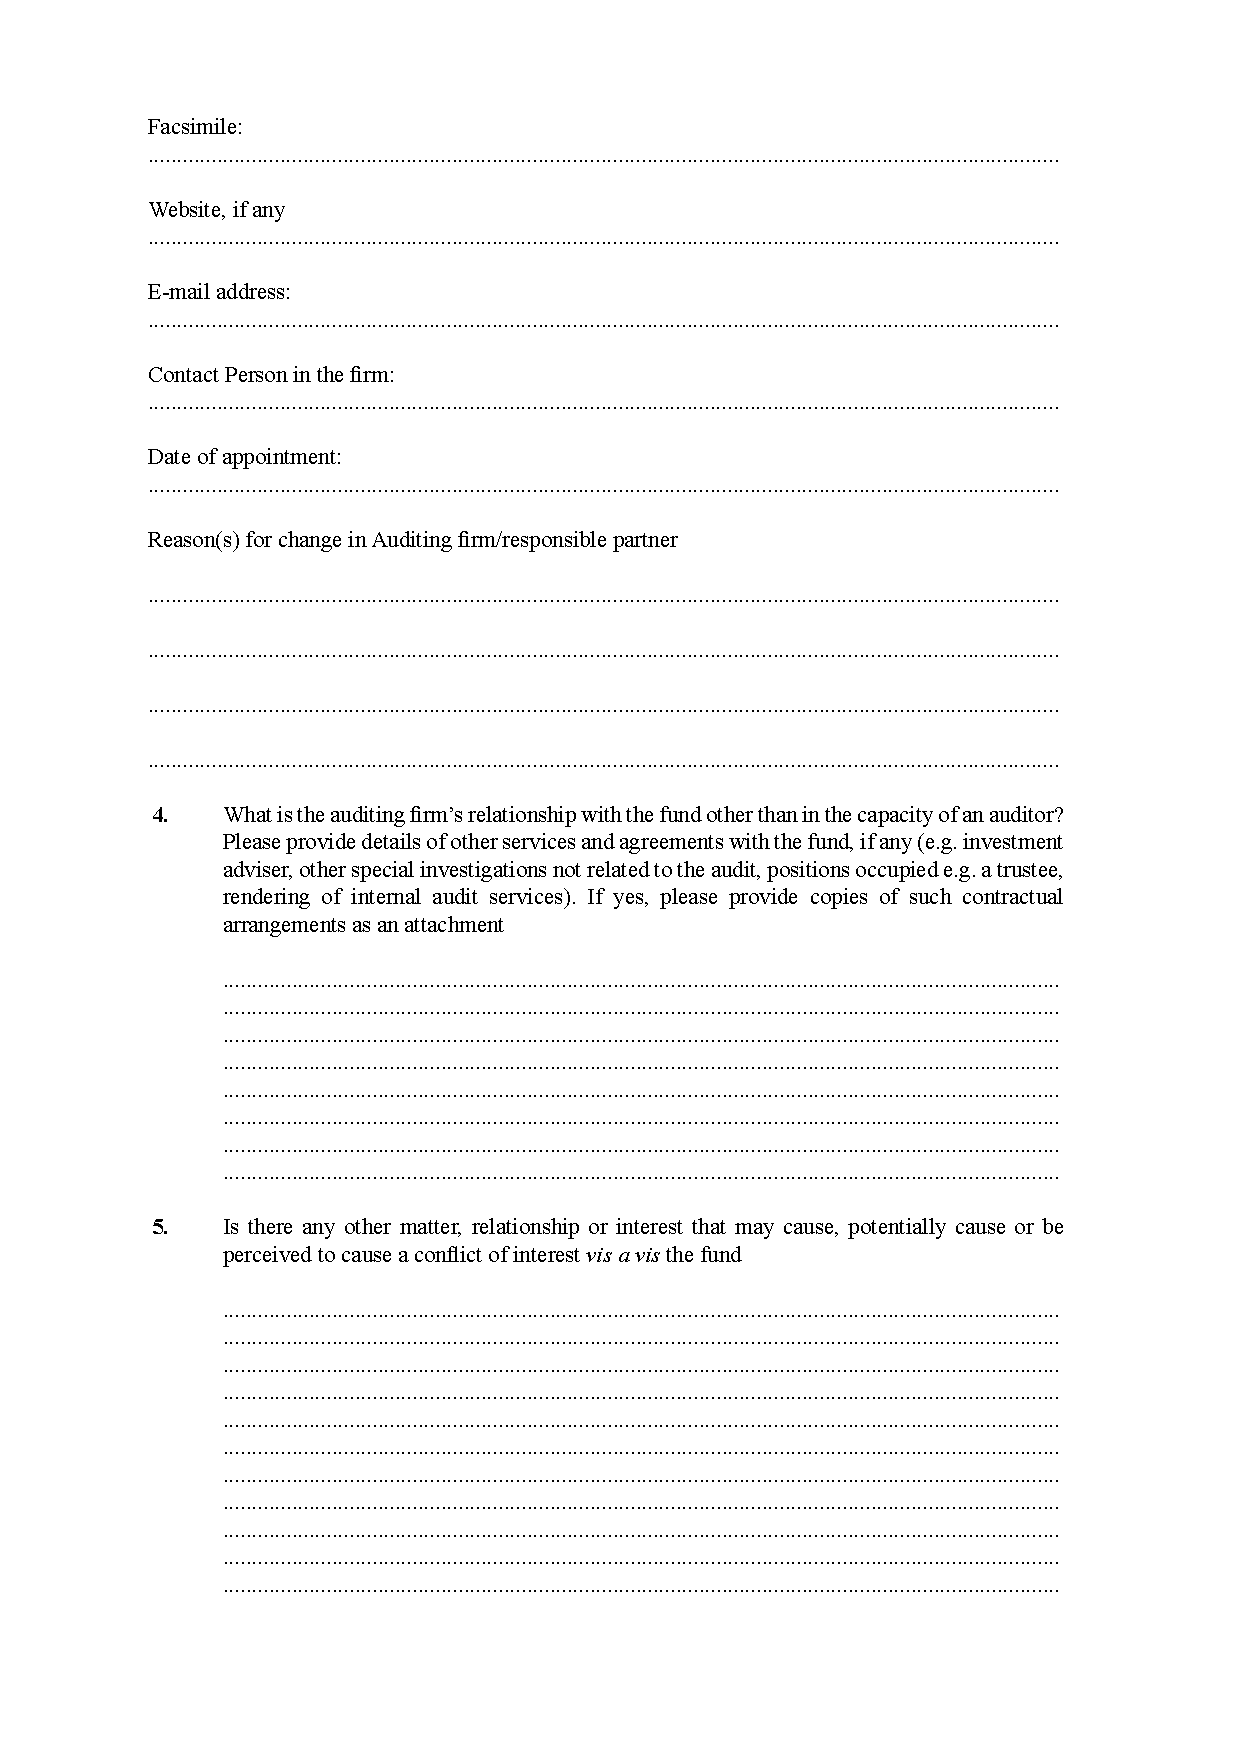 Facsimile:
..............................................................................................................................................................
Website, if any
..............................................................................................................................................................
E-mail address:
..............................................................................................................................................................
Contact Person in the firm:
..............................................................................................................................................................
Date of appointment:
..............................................................................................................................................................
Reason(s) for change in Auditing firm/responsible partner
..............................................................................................................................................................
..............................................................................................................................................................
..............................................................................................................................................................
..............................................................................................................................................................
4. What is the auditing firm’s relationship with the fund other than in the capacity of an auditor?
Please provide details of other services and agreements with the fund, if any (e.g. investment
adviser, other special investigations not related to the audit, positions occupied e.g. a trustee,
rendering of internal audit services). If yes, please provide copies of such contractual
arrangements as an attachment
.................................................................................................................................................
.................................................................................................................................................
.................................................................................................................................................
.................................................................................................................................................
.................................................................................................................................................
.................................................................................................................................................
.................................................................................................................................................
.................................................................................................................................................
5. Is there any other matter, relationship or interest that may cause, potentially cause or be
perceived to cause a conflict of interest vis a vis the fund
.................................................................................................................................................
.................................................................................................................................................
.................................................................................................................................................
.................................................................................................................................................
.................................................................................................................................................
.................................................................................................................................................
.................................................................................................................................................
.................................................................................................................................................
.................................................................................................................................................
.................................................................................................................................................
.................................................................................................................................................